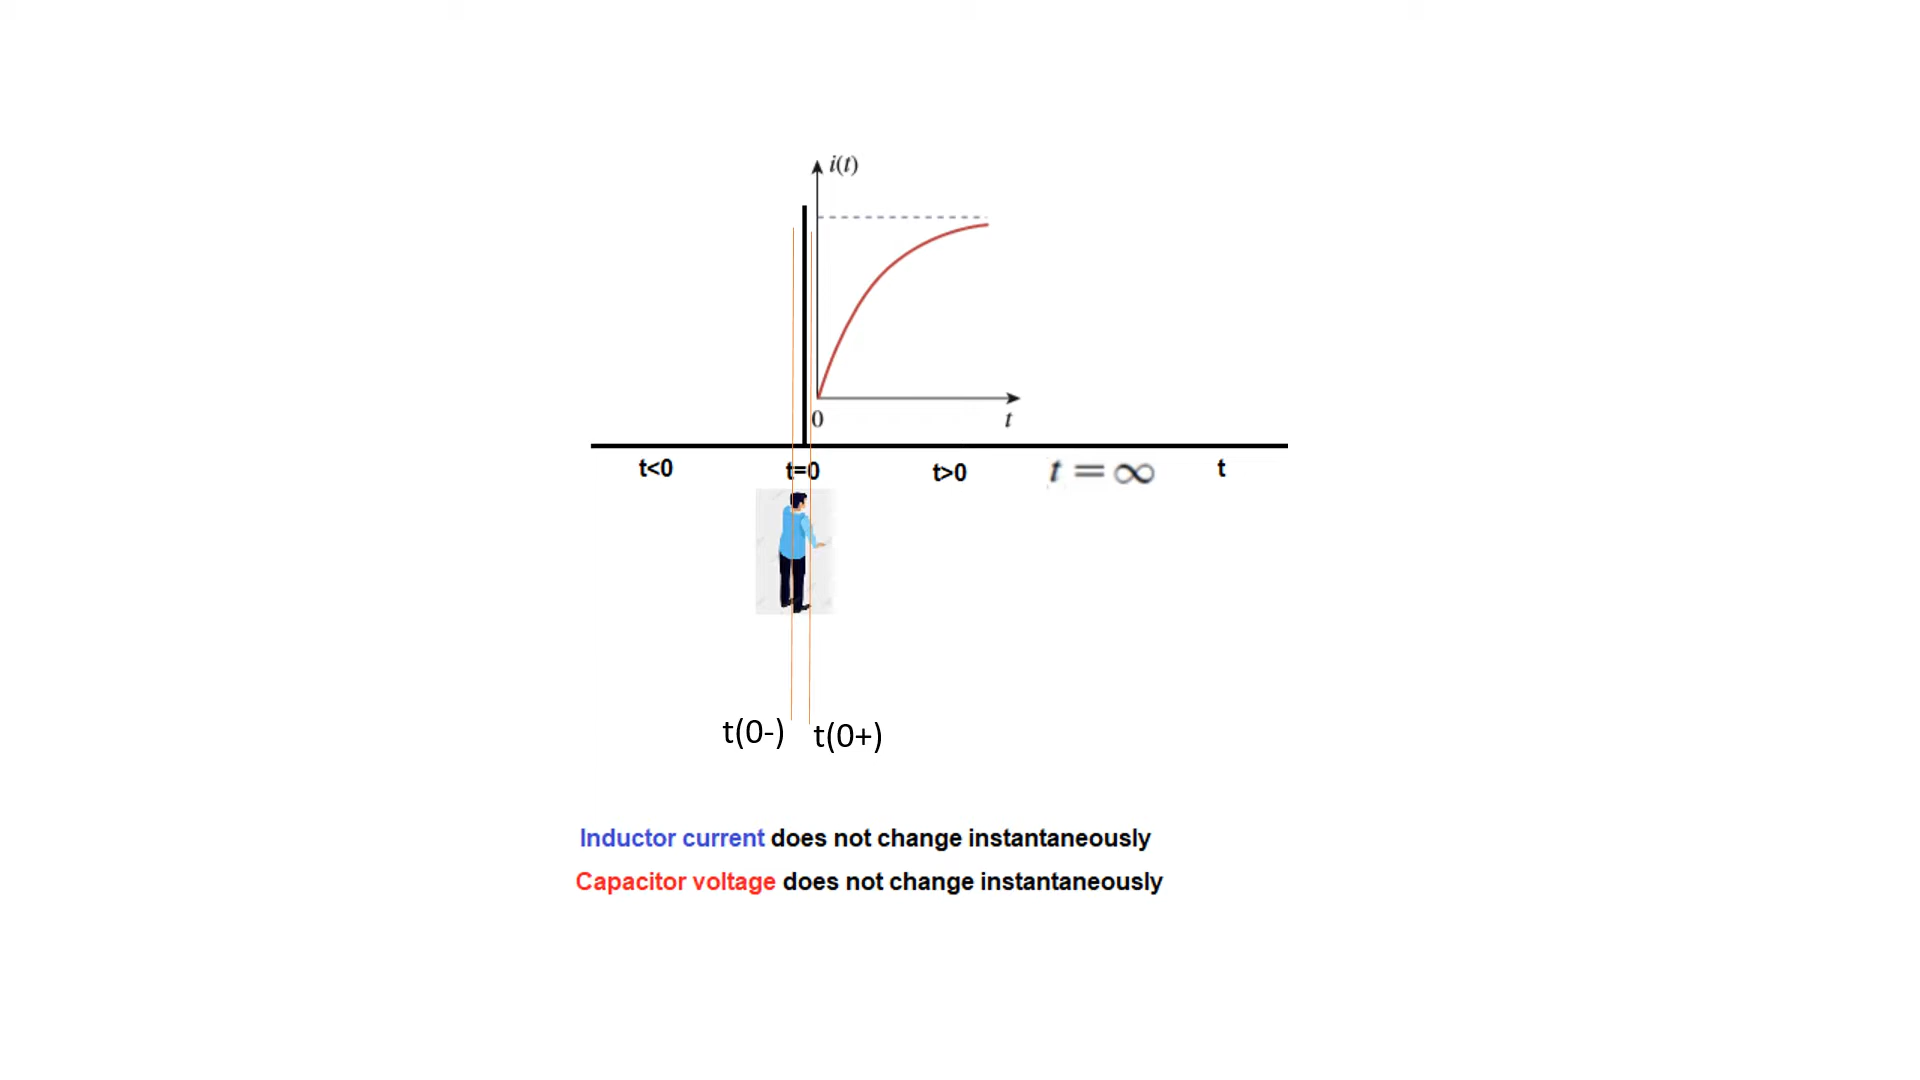 i(t)
0
t
t<0 t=0 t>0 t = ∞ t
t(0-) t(0+)
Inductor current does not change instantaneously
Capacitor voltage does not change instantaneously